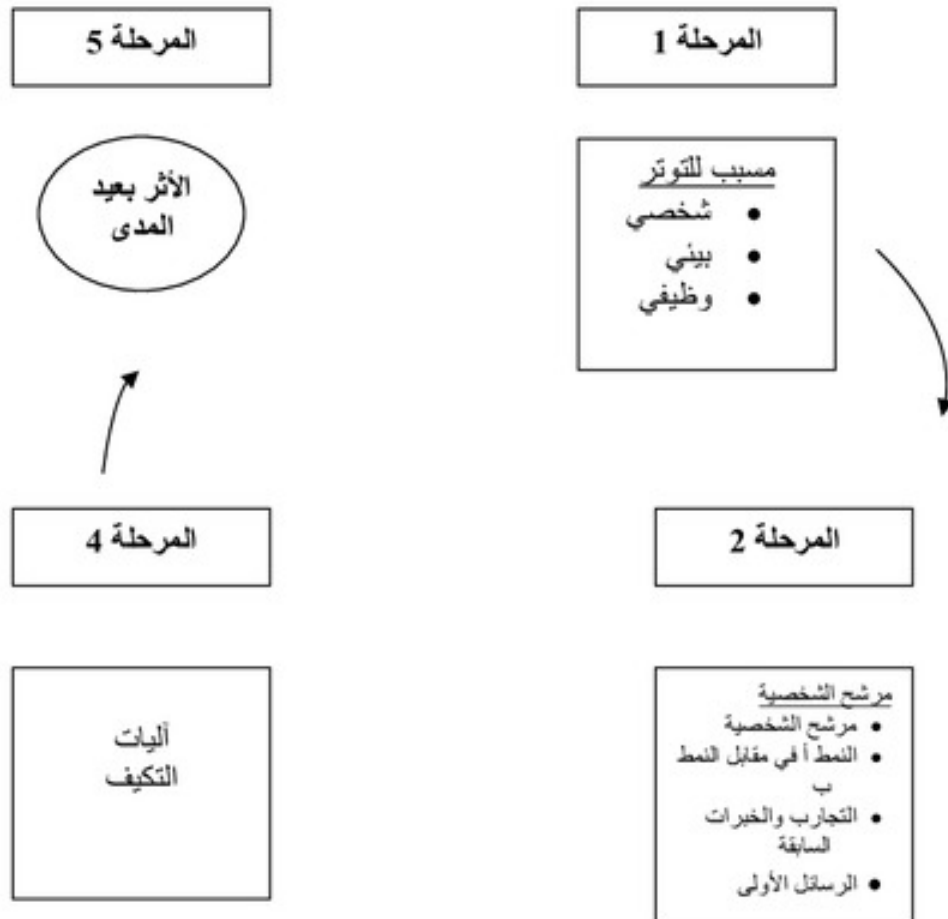 المرحلة 1
مسبب للتوتر
• شخصي
• بيئي
• وظيفي
المرحلة 2
مرشح الشخصية
• مرشح الشخصية
• النمط أ في مقابل النمط
ب
• التجارب والخبرات
السابقة
• الرسائل الأولى
المرحلة 4
آليات
التكيف
المرحلة 5
الأثر بعيد
المدى